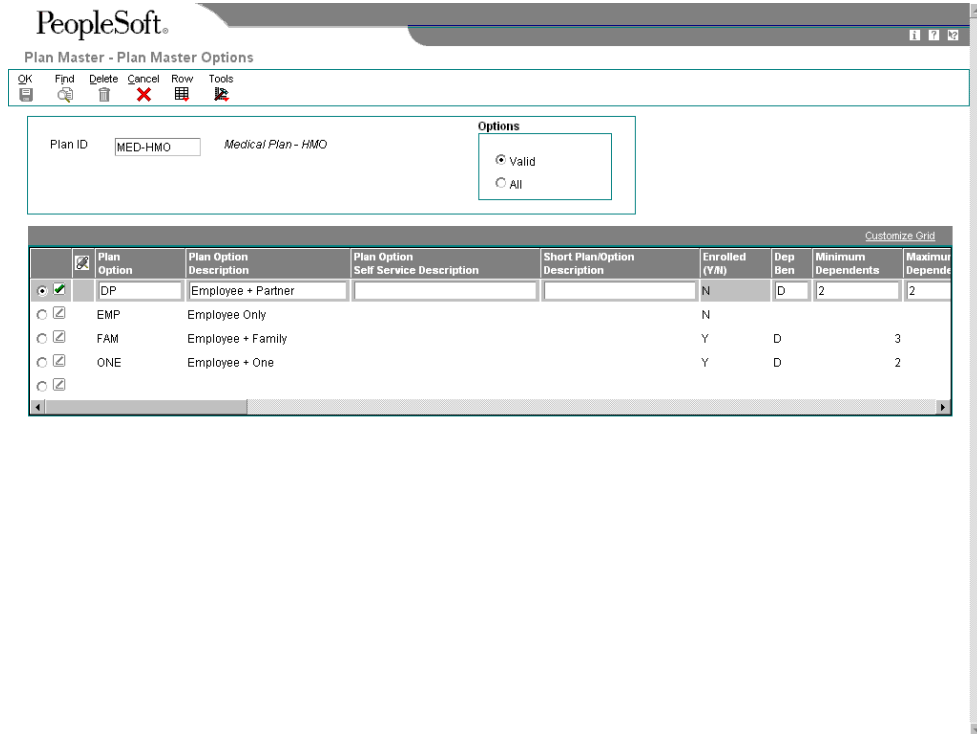 PeopleSoft®
Plan Master - Plan Master Options
OK Find Delete Cancel Row Tools
Plan ID MED-HMO Medical Plan - HMO
Options
Valid
All
Customize Grid
Plan Option Plan Option Description Plan Option Self Service Description Short Plan/Option Description Enrolled (Y/N) Dep Ben Minimum Dependents Maximum Depende
DP Employee + Partner N D 2 2
EMP Employee Only N
FAM Employee + Family Y D 3
ONE Employee + One Y D 2